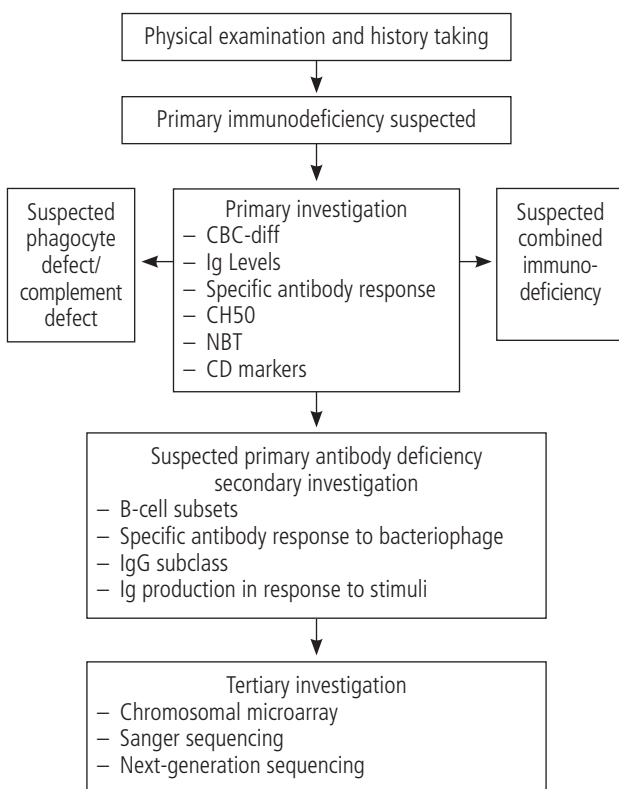 Physical examination and history taking
Primary immunodeficiency suspected
Suspected
phagocyte
defect/
complement
defect
Primary investigation
– CBC-diff
– Ig Levels
– Specific antibody response
– CH50
– NBT
– CD markers
Suspected
combined
immuno-
deficiency
Suspected primary antibody deficiency
secondary investigation
– B-cell subsets
– Specific antibody response to bacteriophage
– IgG subclass
– Ig production in response to stimuli
Tertiary investigation
– Chromosomal microarray
– Sanger sequencing
– Next-generation sequencing